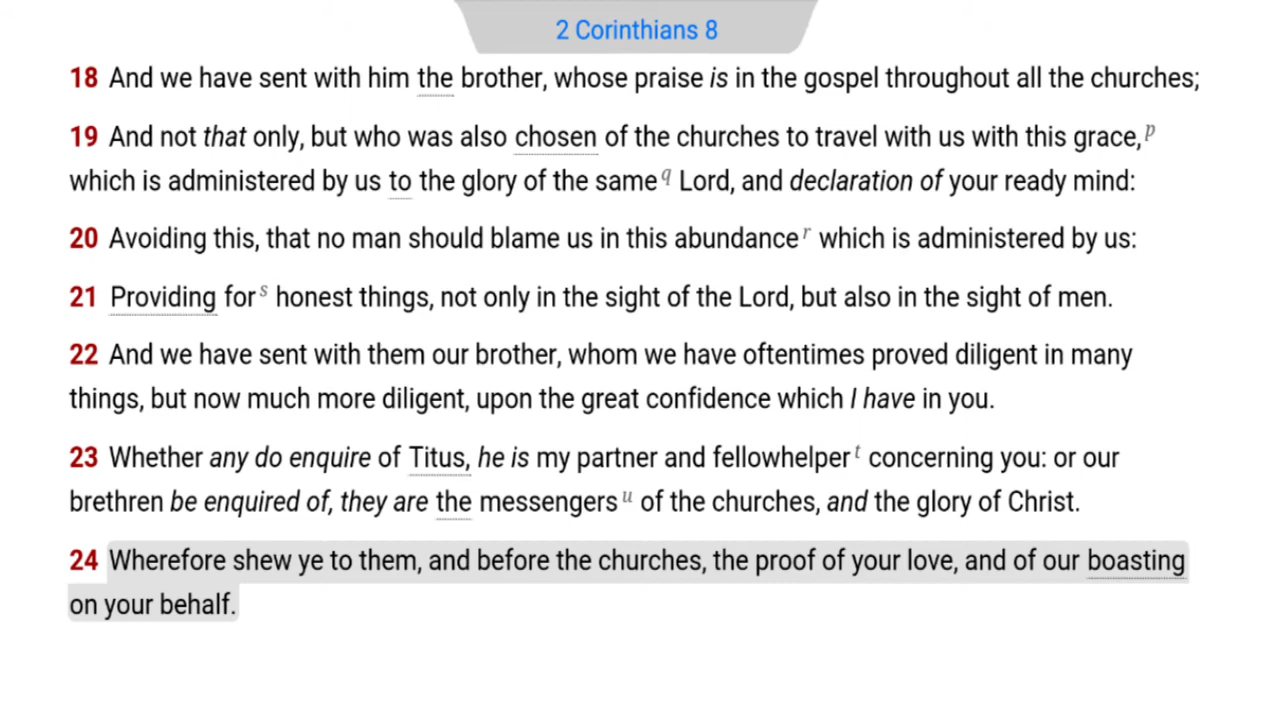 2 Corinthians 8
18 And we have sent with him the brother, whose praise is in the gospel throughout all the churches;
19 And not that only, but who was also chosen of the churches to travel with us with this grace, p
which is administered by us to the glory of the same q Lord, and declaration of your ready mind:
20 Avoiding this, that no man should blame us in this abundance r which is administered by us:
21 Providing for s honest things, not only in the sight of the Lord, but also in the sight of men.
22 And we have sent with them our brother, whom we have oftentimes proved diligent in many
things, but now much more diligent, upon the great confidence which I have in you.
23 Whether any do enquire of Titus, he is my partner and fellowhelper t concerning you: or our
brethren be enquired of, they are the messengers u of the churches, and the glory of Christ.
24 Wherefore shew ye to them, and before the churches, the proof of your love, and of our boasting
on your behalf.